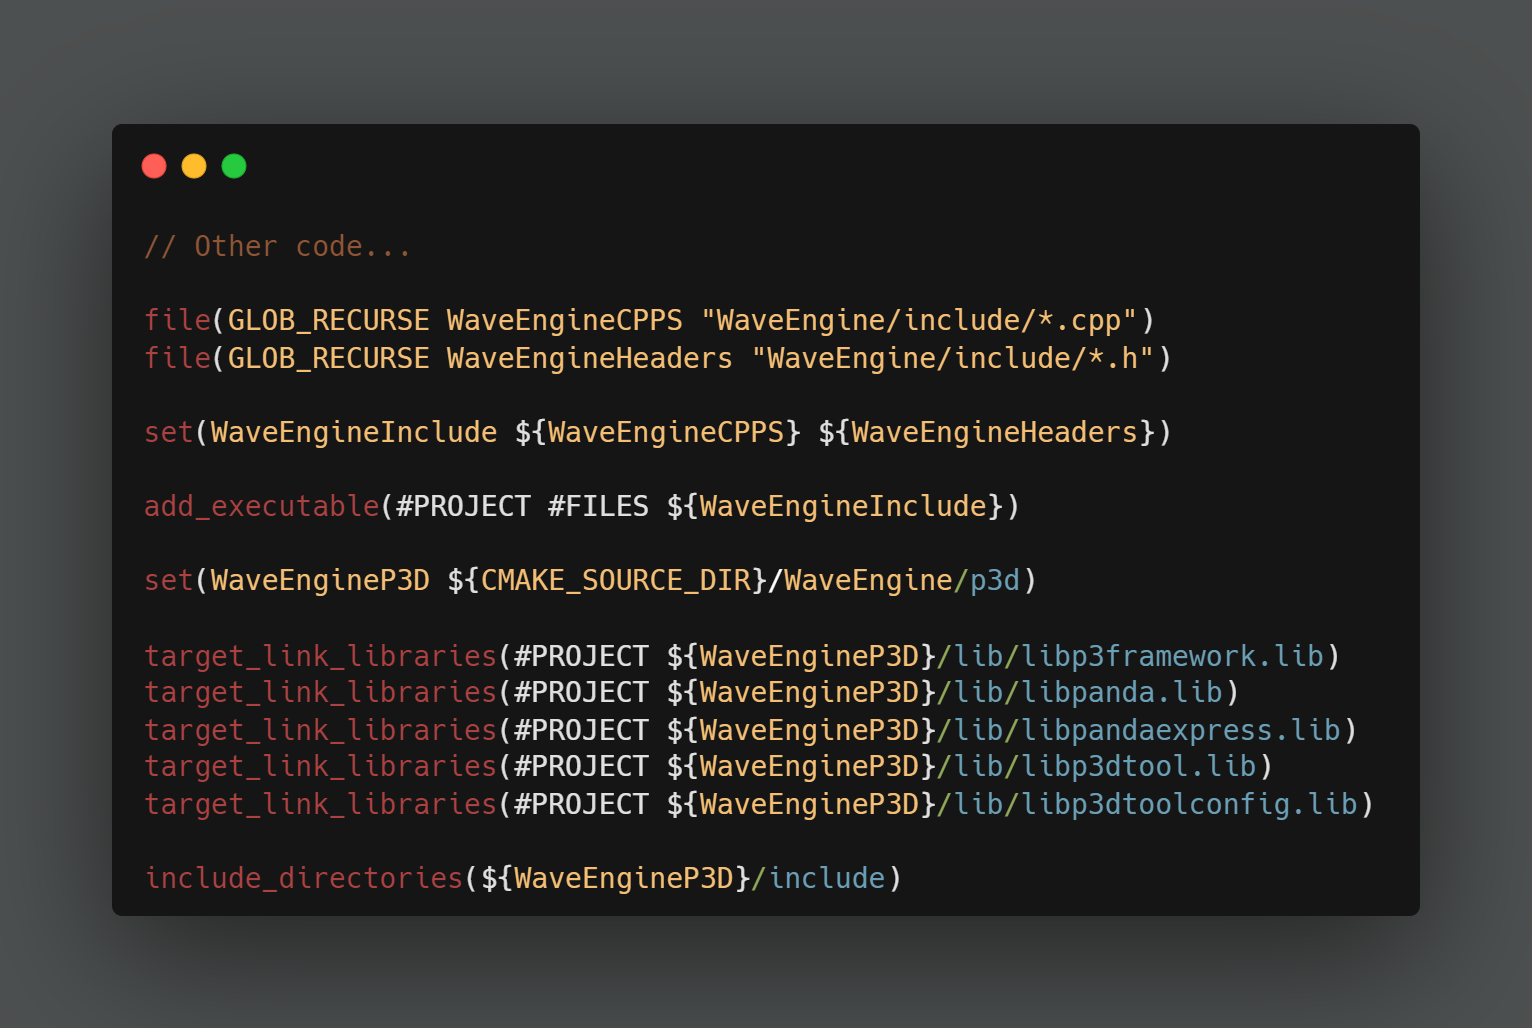 // Other code...
file(GLOB_RECURSE WaveEngineCPPS "WaveEngine/include/*.cpp")
file(GLOB_RECURSE WaveEngineHeaders "WaveEngine/include/*.h")
set(WaveEngineInclude ${WaveEngineCPPS} ${WaveEngineHeaders})
add_executable(#PROJECT #FILES ${WaveEngineInclude})
set(WaveEngineP3D ${CMAKE_SOURCE_DIR}/WaveEngine/p3d)
target_link_libraries(#PROJECT ${WaveEngineP3D}/lib/libp3framework.lib)
target_link_libraries(#PROJECT ${WaveEngineP3D}/lib/libpanda.lib)
target_link_libraries(#PROJECT ${WaveEngineP3D}/lib/libpandaexpress.lib)
target_link_libraries(#PROJECT ${WaveEngineP3D}/lib/libp3dtool.lib)
target_link_libraries(#PROJECT ${WaveEngineP3D}/lib/libp3dtoolconfig.lib)
include_directories(${WaveEngineP3D}/include)